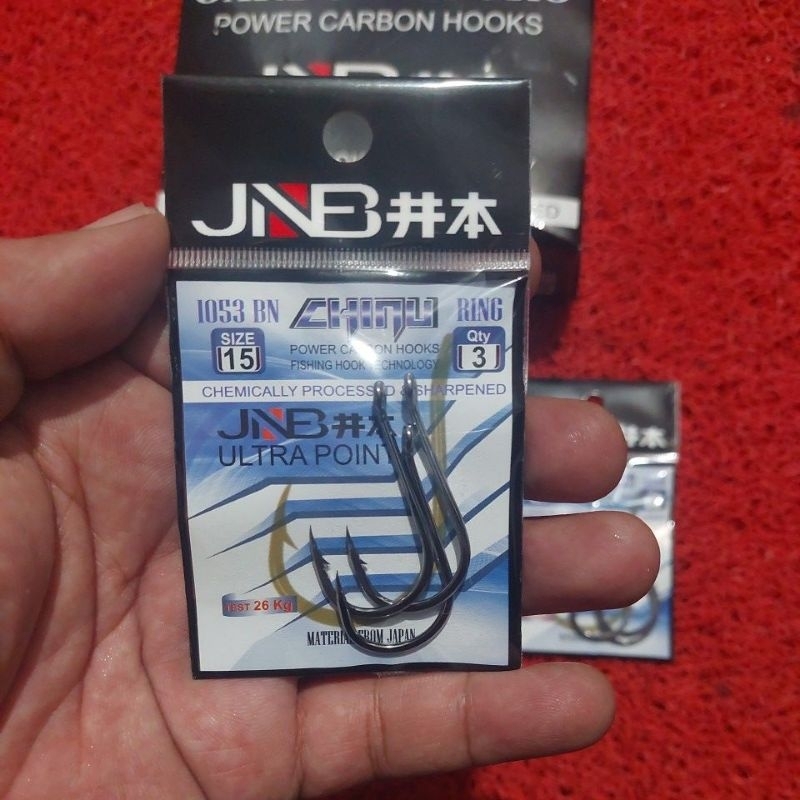 POWER CARBON HOOKS
JNB
JNB井本
1053 BN CHINU RING
SIZE
15
Qty
3
POWER CARBON HOOKS
FISHING HOOK TECHNOLOGY
CHEMICALLY PROCESSED & SHARPENED
JNB井本
ULTRA POINT
TEST 26 Kg
MATERIAL FROM JAPAN
井本